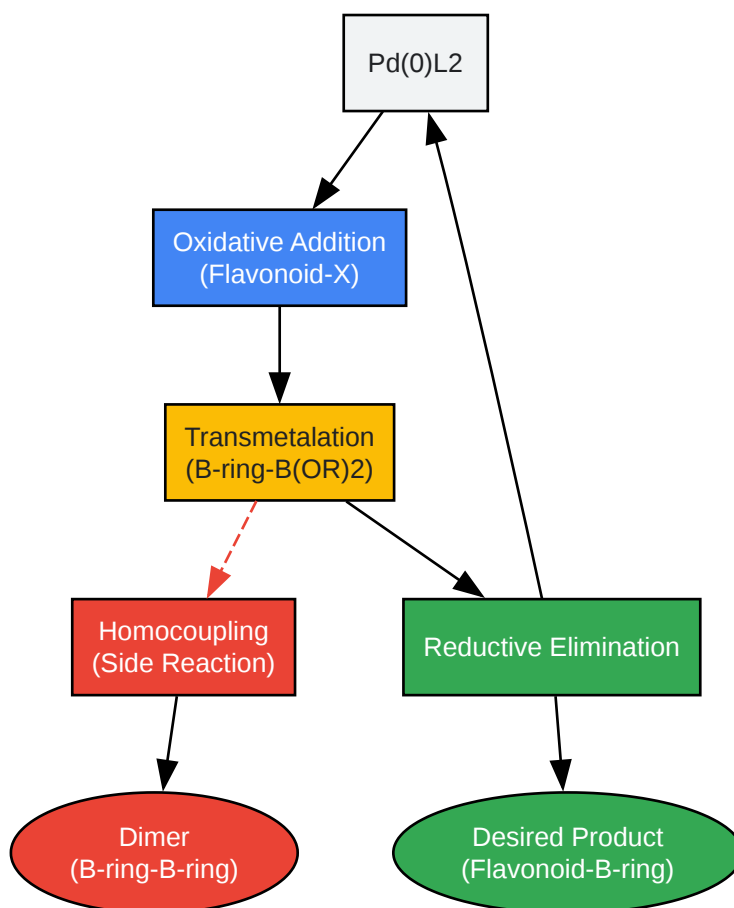 Pd(0)L2
Oxidative Addition
(Flavonoid-X)
Transmetalation
(B-ring-B(OR)2)
Homocoupling
(Side Reaction)
Reductive Elimination
Dimer
(B-ring-B-ring)
Desired Product
(Flavonoid-B-ring)